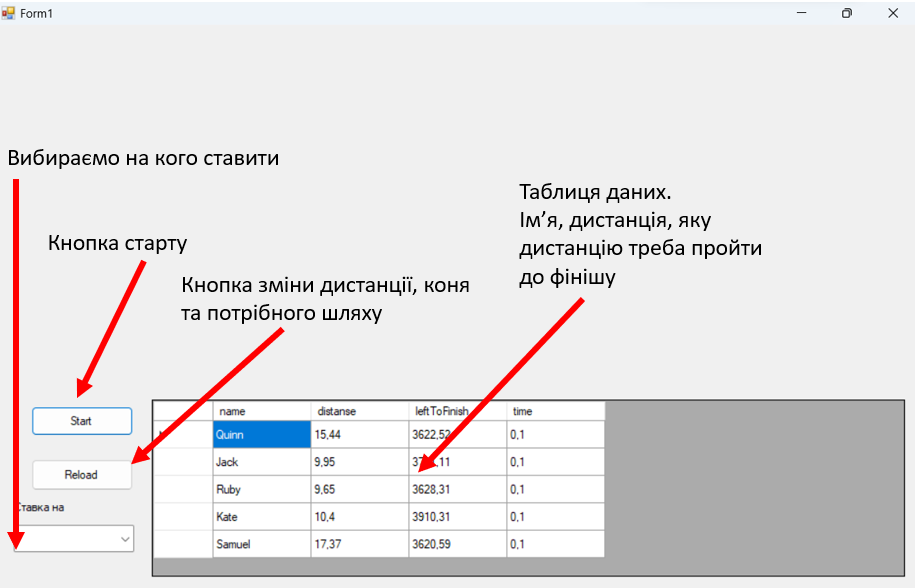 Form1
Вибираємо на кого ставити
Таблиця даних.
Ім’я, дистанція, яку
дистанцію треба пройти
до фінішу
Кнопка старту
Кнопка зміни дистанції, коня
та потрібного шляху
Start
Reload
Ставка на
name distanse leftToFinish time
Quinn 15,44 3622,52 0,1
Jack 9,95 0,1
Ruby 9,65 3628,31 0,1
Kate 10,4 3910,31 0,1
Samuel 17,37 3620,59 0,1